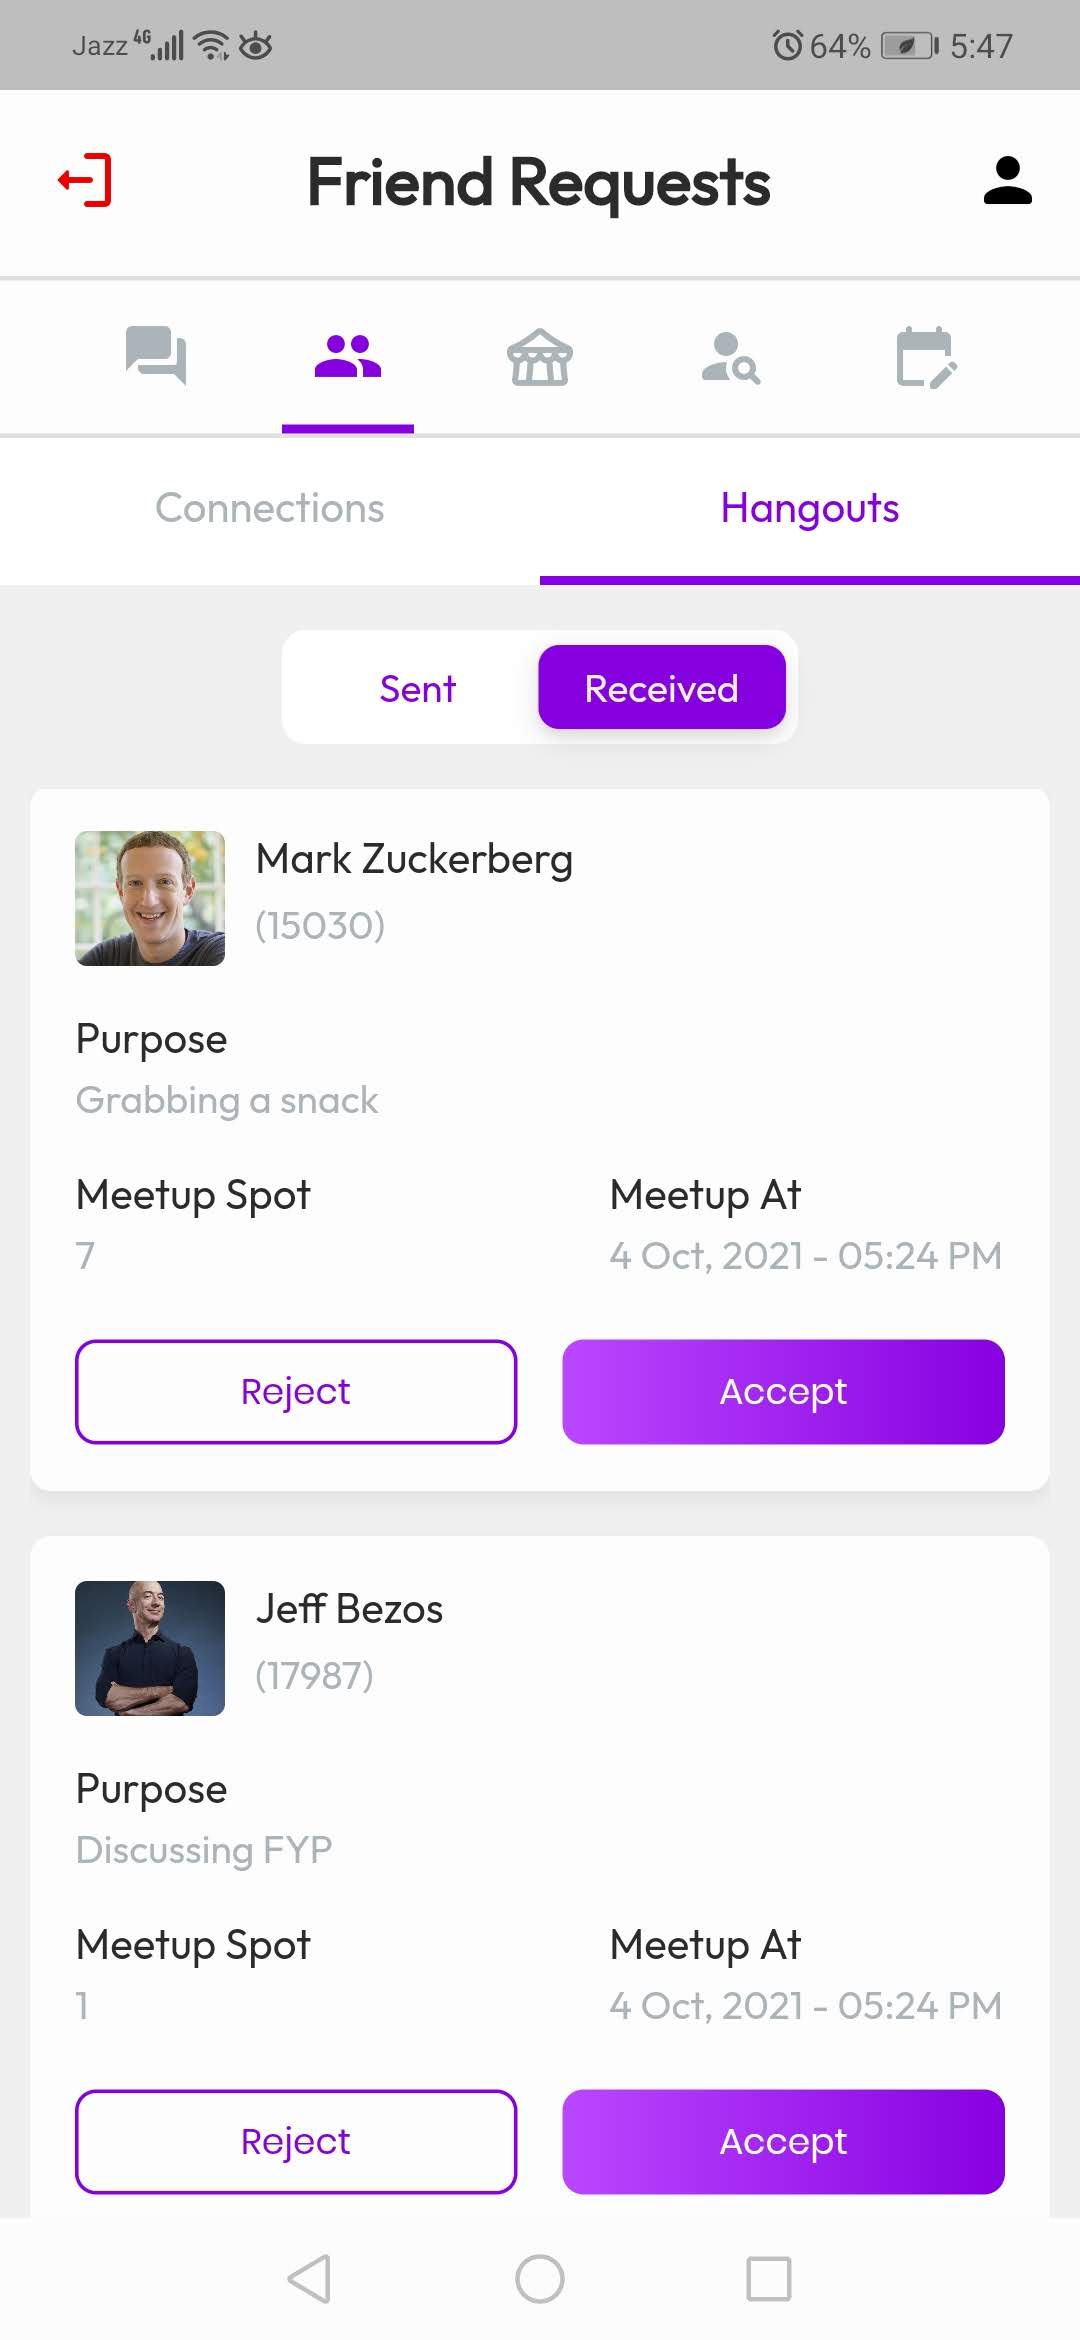 Jazz 4G 64% 5:47
Friend Requests
Connections Hangouts
Sent Received
Mark Zuckerberg
(15030)
Purpose
Grabbing a snack
Meetup Spot Meetup At
7 4 Oct, 2021 - 05:24 PM
Reject Accept
Jeff Bezos
(17987)
Purpose
Discussing FYP
Meetup Spot Meetup At
1 4 Oct, 2021 - 05:24 PM
Reject Accept